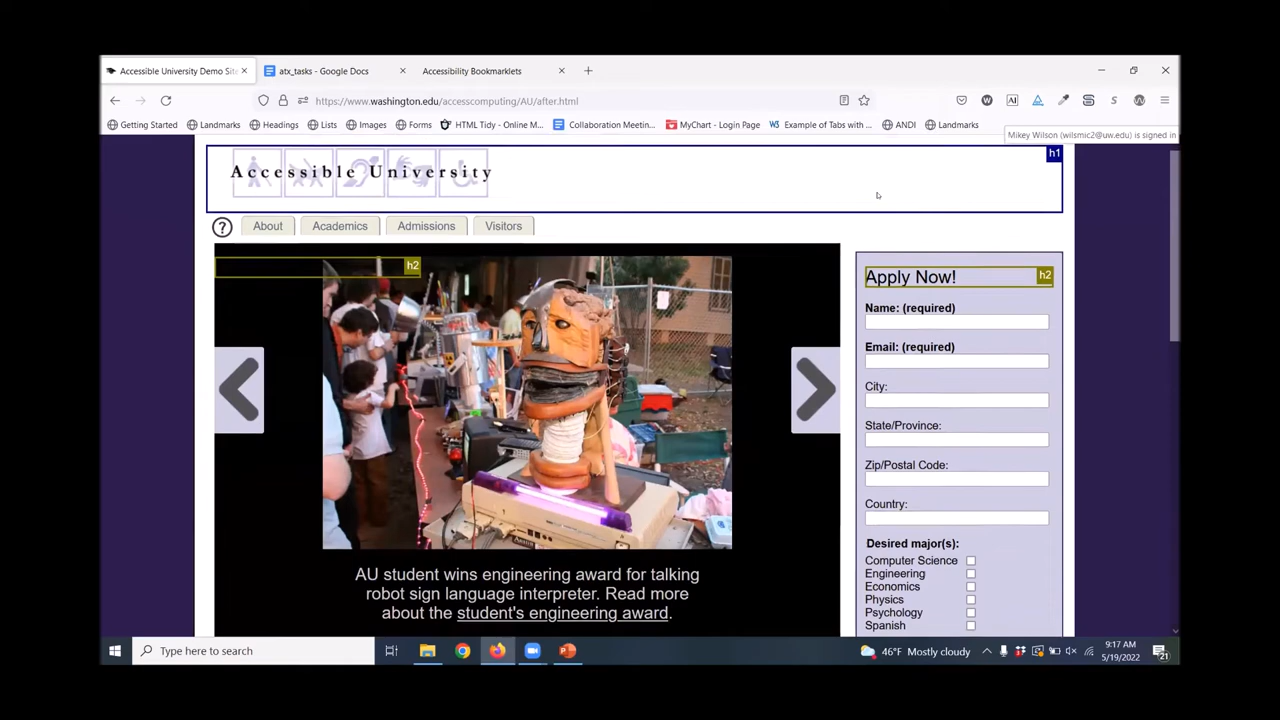 Accessible University Demo Site
atx_tasks - Google Docs
Accessibility Bookmarklets
https://www.washington.edu/accesscomputing/AU/after.html
Getting Started
Landmarks
Headings
Lists
Images
Forms
HTML Tidy - Online M...
Collaboration Meetin...
MyChart - Login Page
Example of Tabs with ...
ANDI
Landmarks
Mikey Wilson (wilsmic2@uw.edu) is signed in
Accessible University
h1
?
About
Academics
Admissions
Visitors
h2
AU student wins engineering award for talking
robot sign language interpreter. Read more
about the student's engineering award.
Apply Now!
h2
Name: (required)
Email: (required)
City:
State/Province:
Zip/Postal Code:
Country:
Desired major(s):
Computer Science
Engineering
Economics
Physics
Psychology
Spanish
Type here to search
46°F Mostly cloudy
9:17 AM
5/19/2022
21